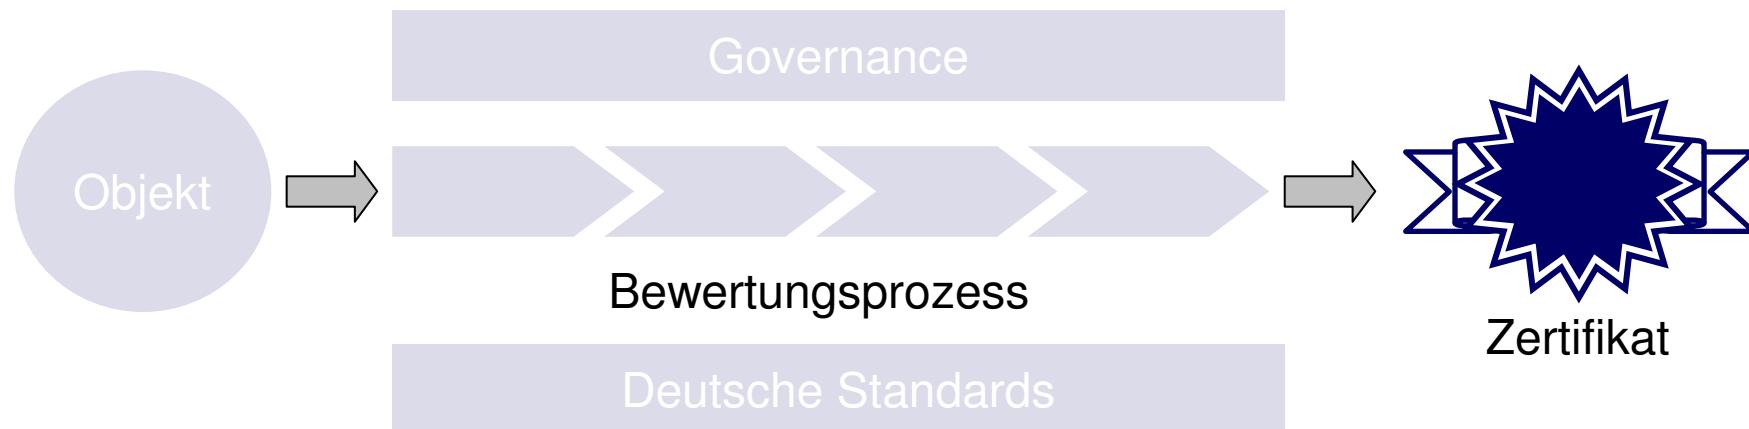 Governance
Objekt
Bewertungsprozess
Zertifikat
Deutsche Standards